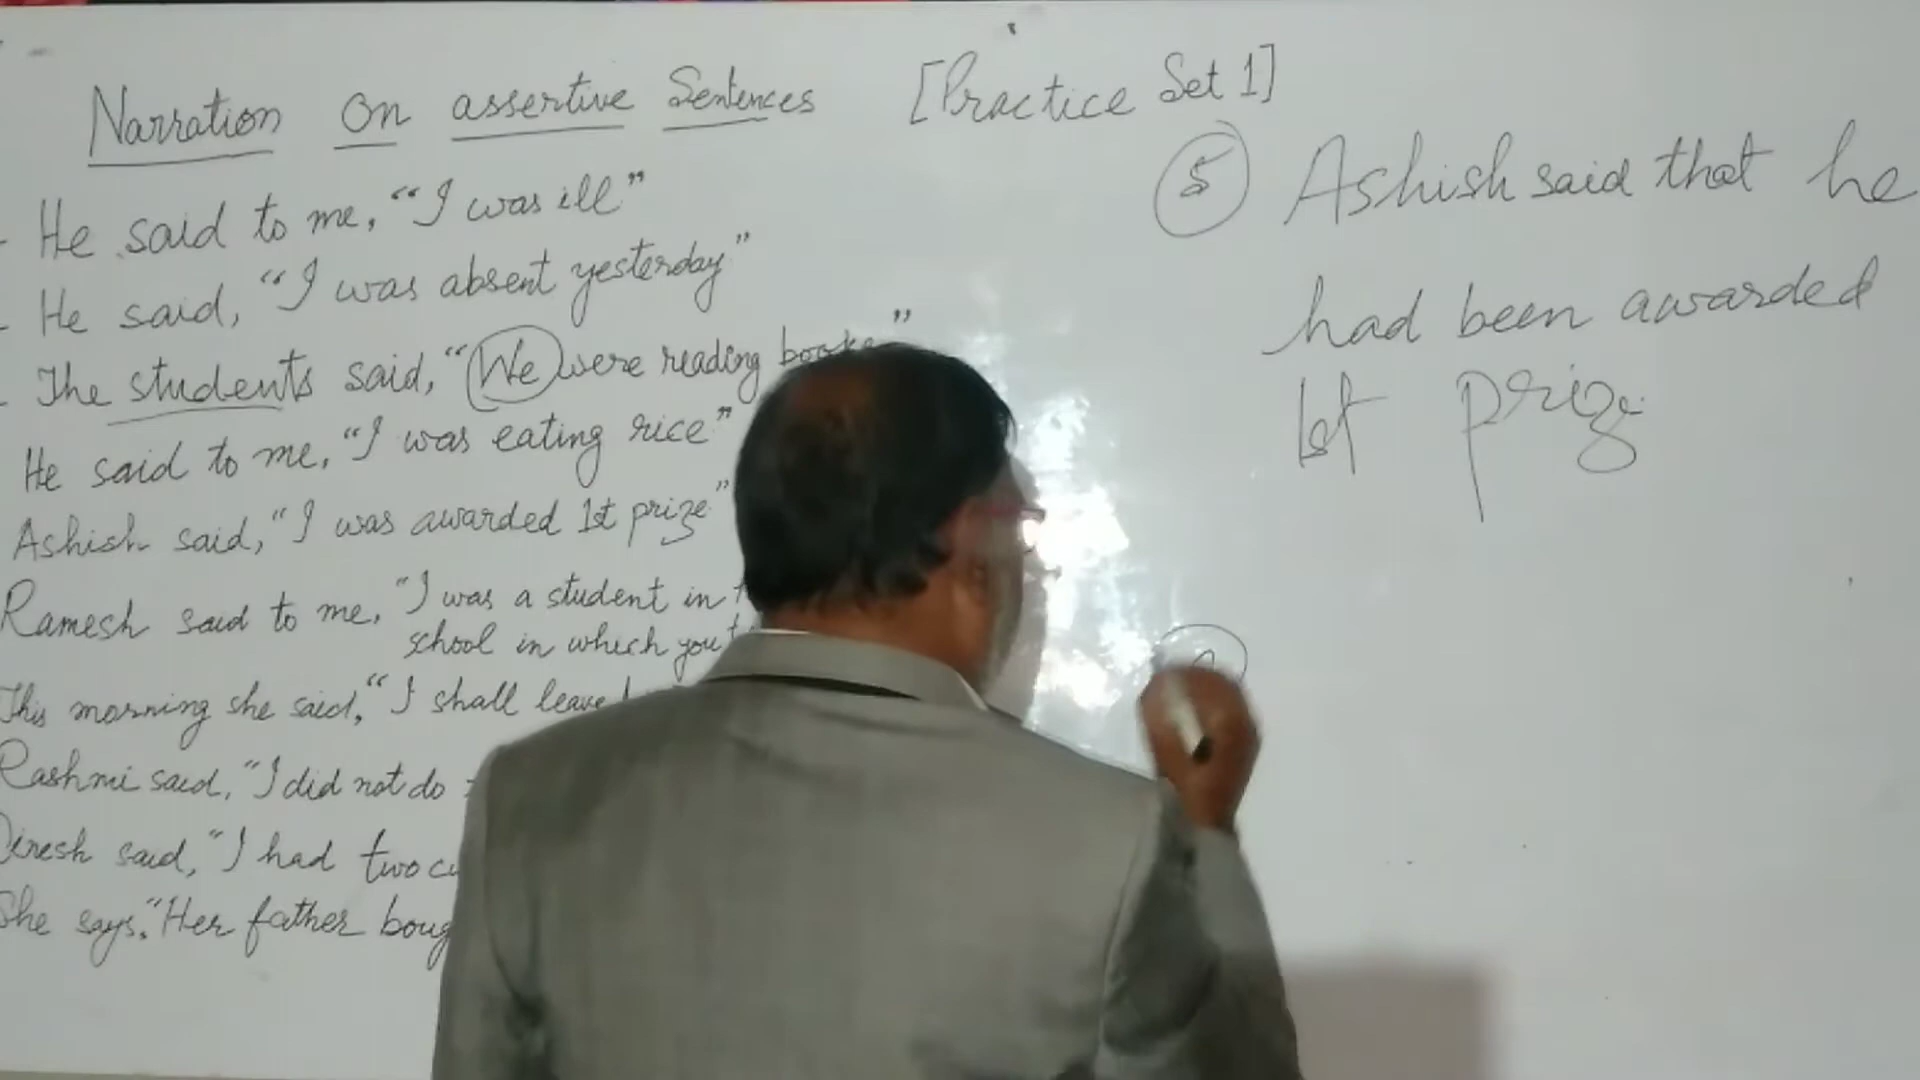 Narration On assertive Sentences [Practice Set 1]
He said to me, "I was ill"
He said, "I was absent yesterday"
The students said, "We were reading books"
He said to me, "I was eating rice"
Ashish said, "I was awarded 1st prize"
Ramesh said to me, "I was a student in
school in which you
This morning she said, "I shall leave
Rashmi said, "I did not do
said, "I had two
She says, "Her father
5 Ashish said that he
had been awarded
1st prize